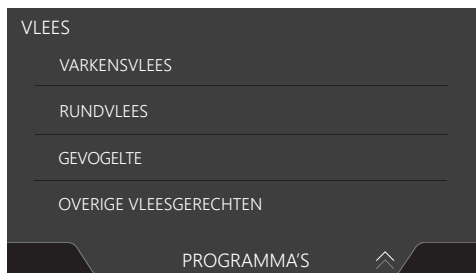 VLEES
VARKENSVLEES
RUNDVLEES
GEVOGELTE
OVERIGE VLEESGERECHTEN
PROGRAMMA'S